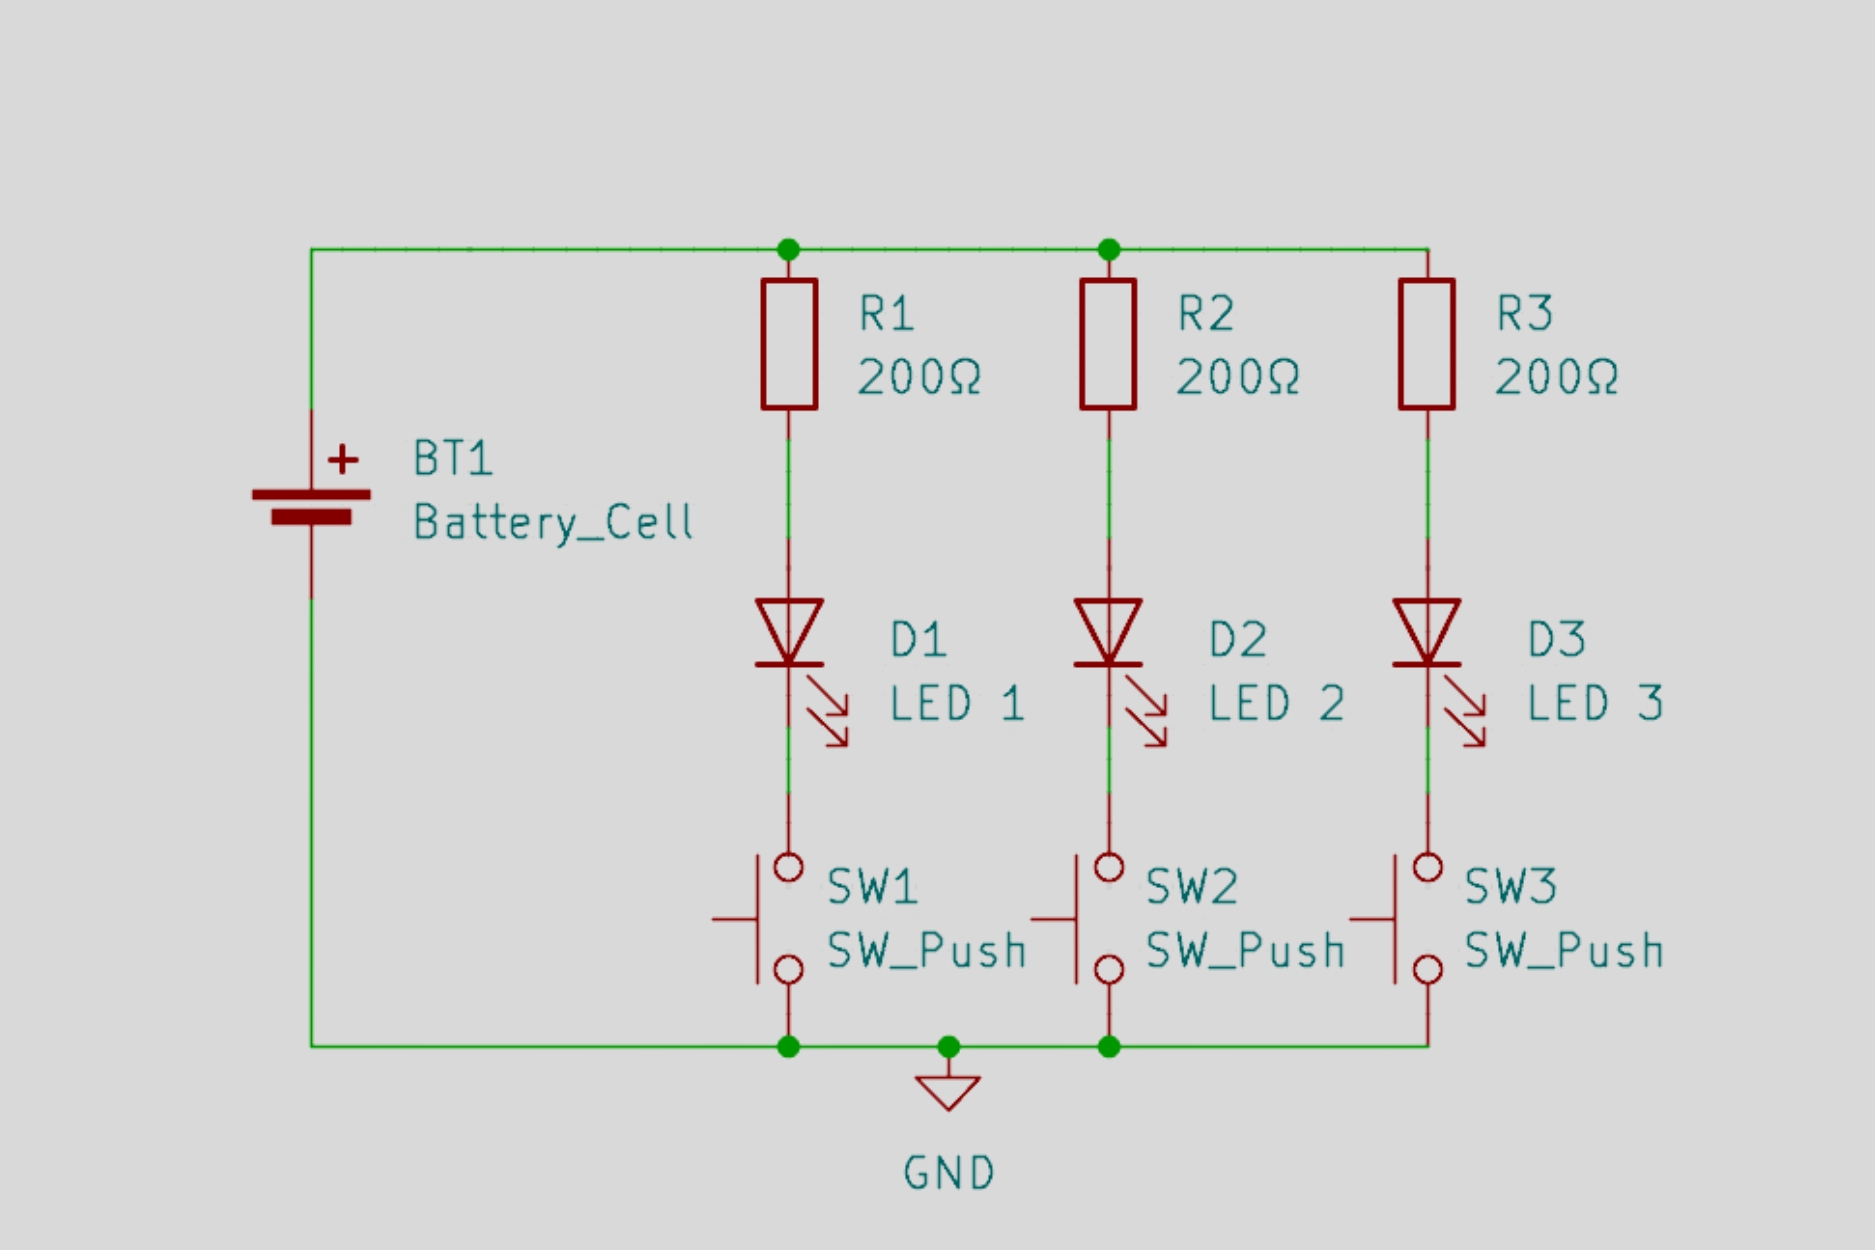 R1
200Ω
R2
200Ω
R3
200Ω
+
BT1
Battery_Cell
D1
LED 1
D2
LED 2
D3
LED 3
SW1
SW_Push
SW2
SW_Push
SW3
SW_Push
GND